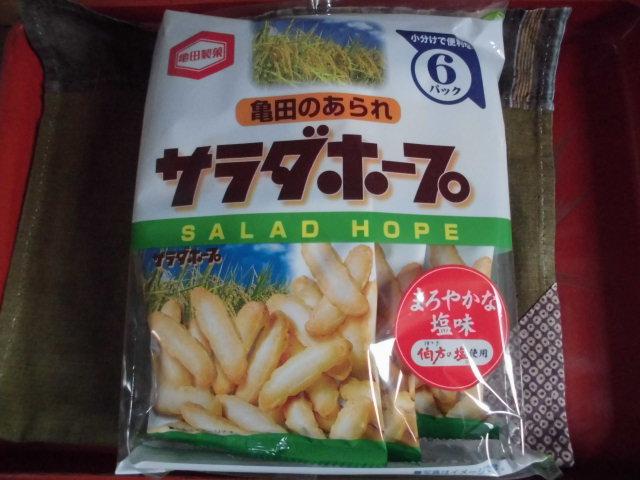 亀田製菓
小分けで便利な
6
パック
亀田のあられ
サラダホープ
SALAD HOPE
サラダホープ
まろやかな
塩味
伯方の塩使用